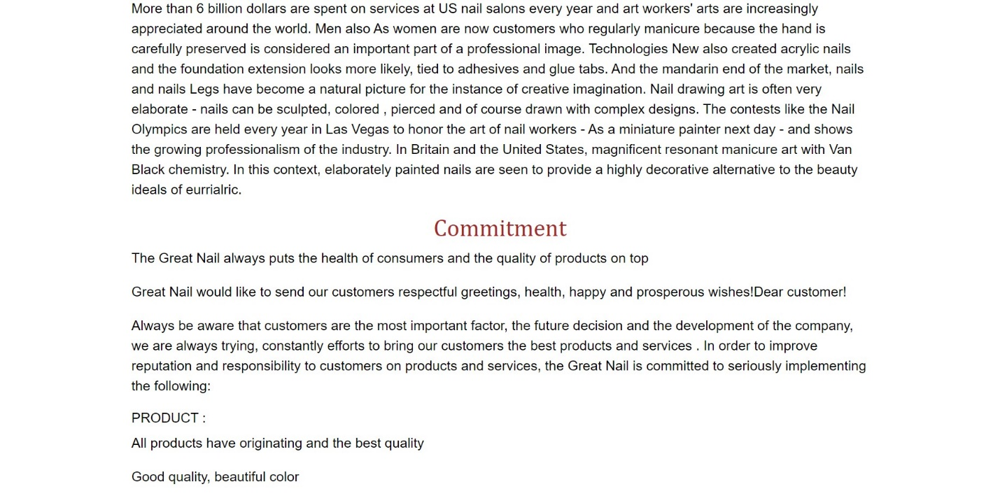 More than 6 billion dollars are spent on services at US nail salons every year and art workers' arts are increasingly
appreciated around the world. Men also As women are now customers who regularly manicure because the hand is
carefully preserved is considered an important part of a professional image. Technologies New also created acrylic nails
and the foundation extension looks more likely, tied to adhesives and glue tabs. And the mandarin end of the market, nails
and nails Legs have become a natural picture for the instance of creative imagination. Nail drawing art is often very
elaborate - nails can be sculpted, colored , pierced and of course drawn with complex designs. The contests like the Nail
Olympics are held every year in Las Vegas to honor the art of nail workers - As a miniature painter next day - and shows
the growing professionalism of the industry. In Britain and the United States, magnificent resonant manicure art with Van
Black chemistry. In this context, elaborately painted nails are seen to provide a highly decorative alternative to the beauty
ideals of eurrialric.
Commitment
The Great Nail always puts the health of consumers and the quality of products on top
Great Nail would like to send our customers respectful greetings, health, happy and prosperous wishes!Dear customer!
Always be aware that customers are the most important factor, the future decision and the development of the company,
we are always trying, constantly efforts to bring our customers the best products and services . In order to improve
reputation and responsibility to customers on products and services, the Great Nail is committed to seriously implementing
the following:
PRODUCT :
All products have originating and the best quality
Good quality, beautiful color